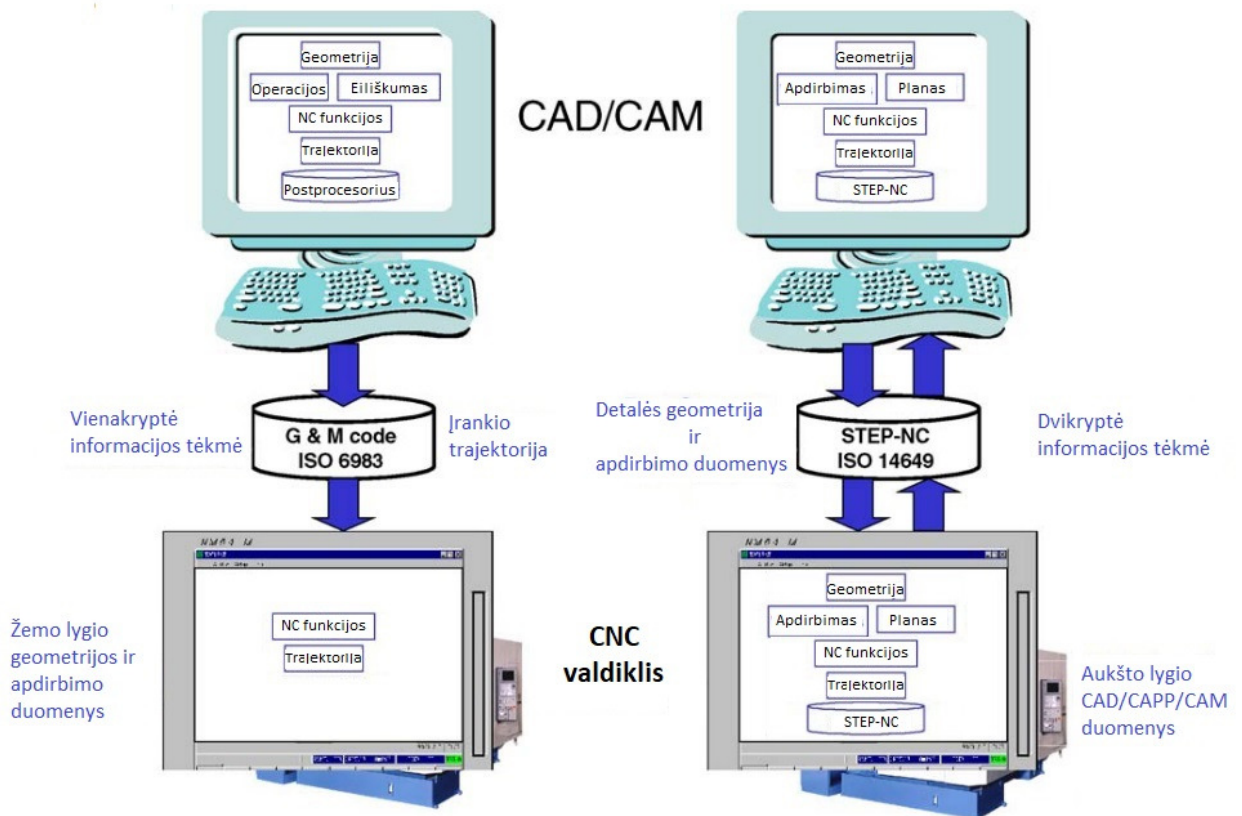 Geometrija
Operacijos
Eiliškumas
NC funkcijos
Trajektorija
Postprocesorius
CAD/CAM
Geometrija
Apdirbimas
Planas
NC funkcijos
Trajektorija
STEP-NC
Vienakryptė
informacijos tėkmė
G & M code
ISO 6983
Įrankio
trajektorija
Detalės geometrija
ir
apdirbimo duomenys
STEP-NC
ISO 14649
Dvikryptė
informacijos tėkmė
Žemo lygio
geometrijos ir
apdirbimo
duomenys
NC funkcijos
Trajektorija
CNC
valdiklis
Geometrija
Apdirbimas
Planas
NC funkcijos
Trajektorija
STEP-NC
Aukšto lygio
CAD/CAPP/CAM
duomenys